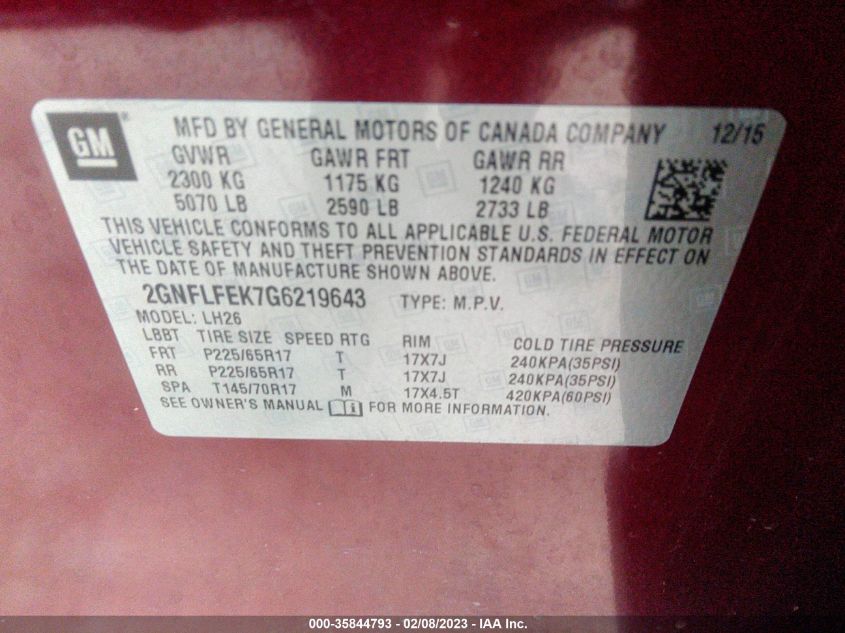 GM ® MFD BY GENERAL MOTORS OF CANADA COMPANY 12/15
GVWR GAWR FRT GAWR RR
2300 KG 1175 KG 1240 KG
5070 LB 2590 LB 2733 LB
THIS VEHICLE CONFORMS TO ALL APPLICABLE U.S. FEDERAL MOTOR
VEHICLE SAFETY AND THEFT PREVENTION STANDARDS IN EFFECT ON
THE DATE OF MANUFACTURE SHOWN ABOVE.
2GNFLFEK7G6219643 TYPE: M.P.V.
MODEL: LH26
LBBT TIRE SIZE SPEED RTG RIM COLD TIRE PRESSURE
FRT P225/65R17 T 17X7J 240KPA(35PSI)
RR P225/65R17 T 17X7J 240KPA(35PSI)
SPA T145/70R17 M 17X4.5T 420KPA(60PSI)
SEE OWNER'S MANUAL FOR MORE INFORMATION.
000-35844793 - 02/08/2023 - IAA Inc.